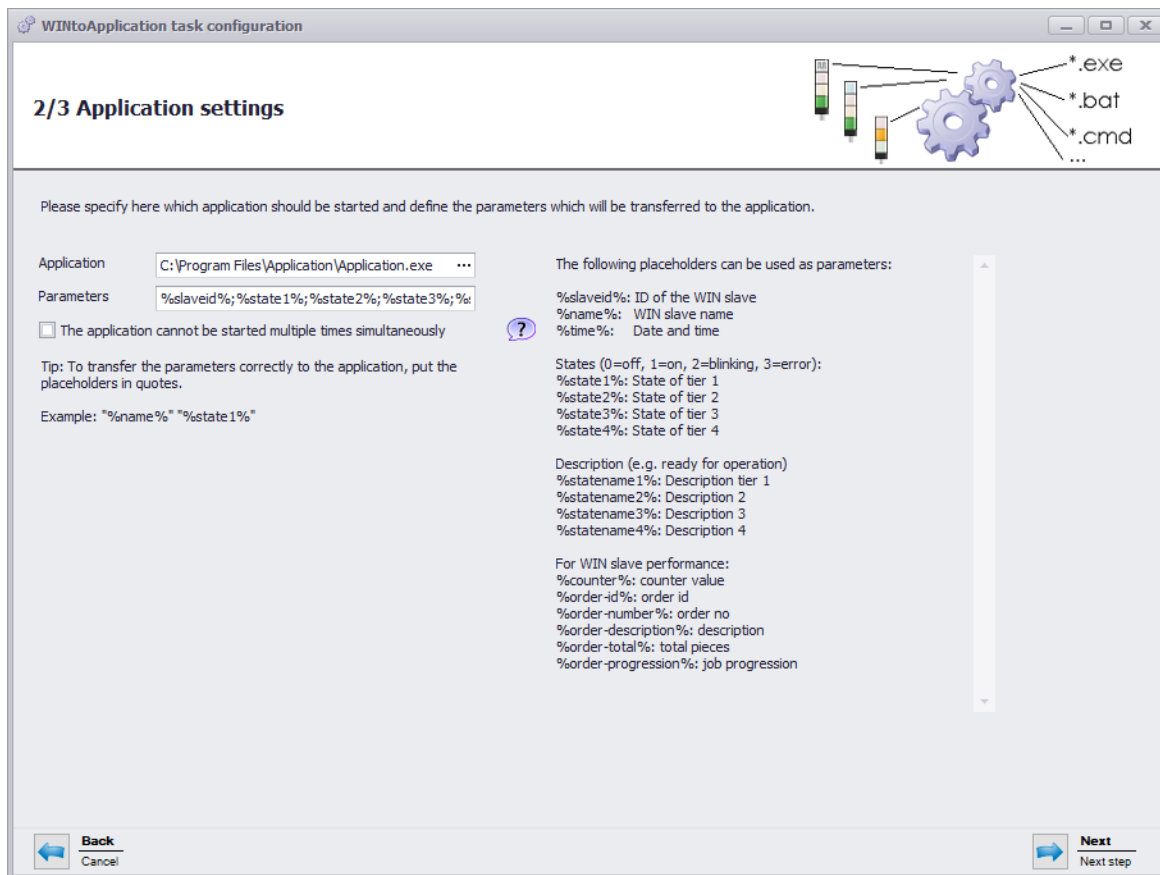 WINtoApplication task configuration
2/3 Application settings
*.exe
*.bat
*.cmd
...
Please specify here which application should be started and define the parameters which will be transferred to the application.
Application
C:\Program Files\Application\Application.exe ...
Parameters
%slaveid%;%state1%;%state2%;%state3%;%
The application cannot be started multiple times simultaneously
?
Tip: To transfer the parameters correctly to the application, put the
placeholders in quotes.
Example: "%name%" "%state1%"
The following placeholders can be used as parameters:
%slaveid%: ID of the WIN slave
%name%: WIN slave name
%time%: Date and time
States (0=off, 1=on, 2=blinking, 3=error):
%state1%: State of tier 1
%state2%: State of tier 2
%state3%: State of tier 3
%state4%: State of tier 4
Description (e.g. ready for operation)
%statename1%: Description tier 1
%statename2%: Description 2
%statename3%: Description 3
%statename4%: Description 4
For WIN slave performance:
%counter%: counter value
%order-id%: order id
%order-number%: order no
%order-description%: description
%order-total%: total pieces
%order-progression%: job progression
Back
Cancel
Next
Next step